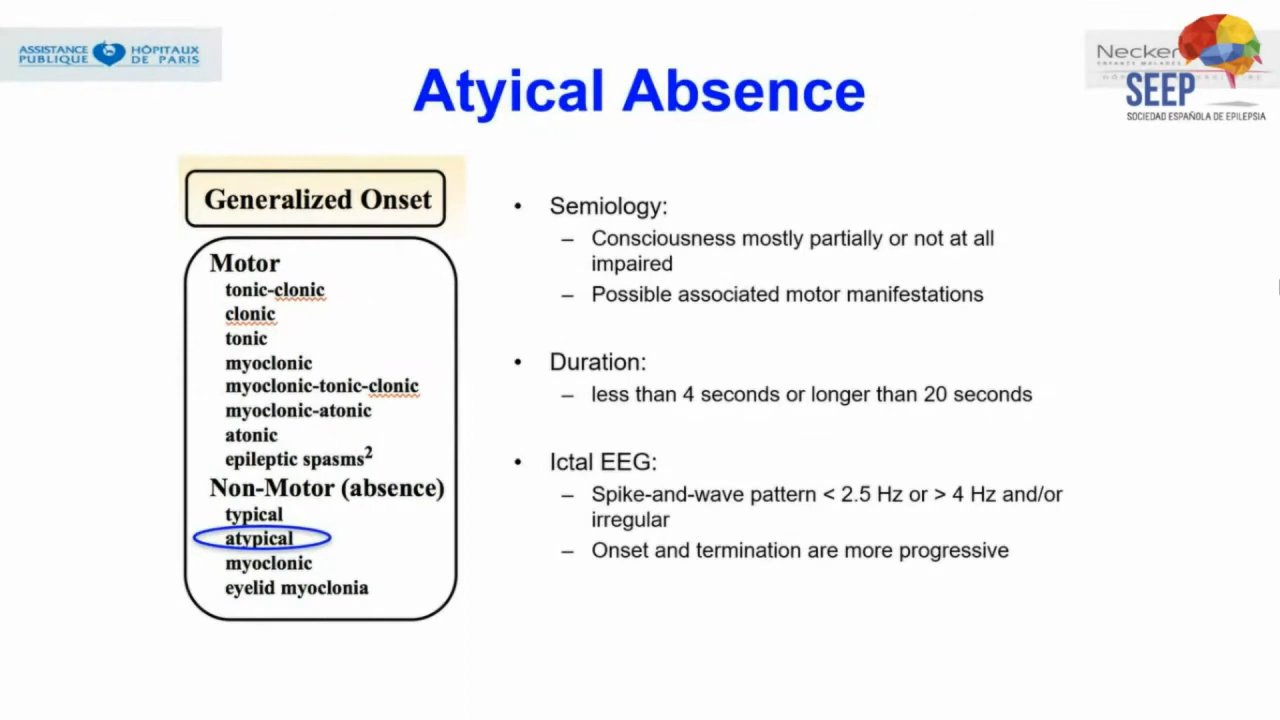 ASSISTANCE HÔPITAUX
PUBLIQUE DE PARIS
Necker
ENFANTS MALADES
SEEP
SOCIEDAD ESPAÑOLA DE EPILEPSIA
Atyical Absence
Generalized Onset
Motor
tonic-clonic
clonic
tonic
myoclonic
myoclonic-tonic-clonic
myoclonic-atonic
atonic
epileptic spasms2
Non-Motor (absence)
typical
atypical
myoclonic
eyelid myoclonia
• Semiology:
– Consciousness mostly partially or not at all
impaired
– Possible associated motor manifestations
• Duration:
– less than 4 seconds or longer than 20 seconds
• Ictal EEG:
– Spike-and-wave pattern < 2.5 Hz or > 4 Hz and/or
irregular
– Onset and termination are more progressive